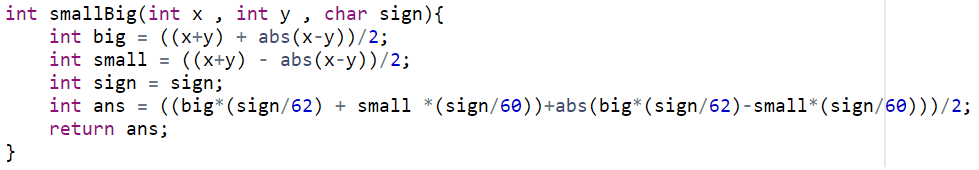 int smallBig(int x , int y , char sign){
    int big = ((x+y) + abs(x-y))/2;
    int small = ((x+y) - abs(x-y))/2;
    int sign = sign;
    int ans = ((big*(sign/62) + small *(sign/60))+abs(big*(sign/62)-small*(sign/60)))/2;
    return ans;
}